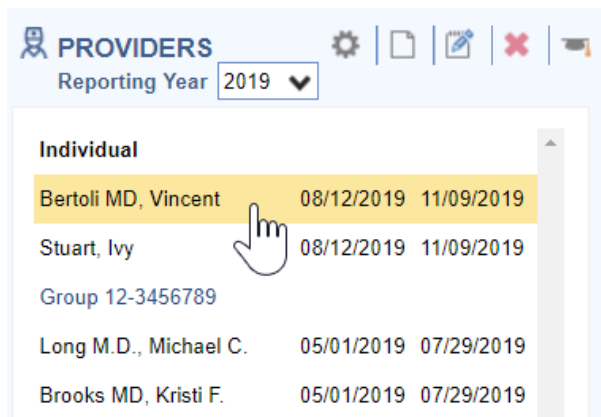 PROVIDERS
Reporting Year 2019
Individual
Bertoli MD, Vincent 08/12/2019 11/09/2019
Stuart, Ivy 08/12/2019 11/09/2019
Group 12-3456789
Long M.D., Michael C. 05/01/2019 07/29/2019
Brooks MD, Kristi F. 05/01/2019 07/29/2019